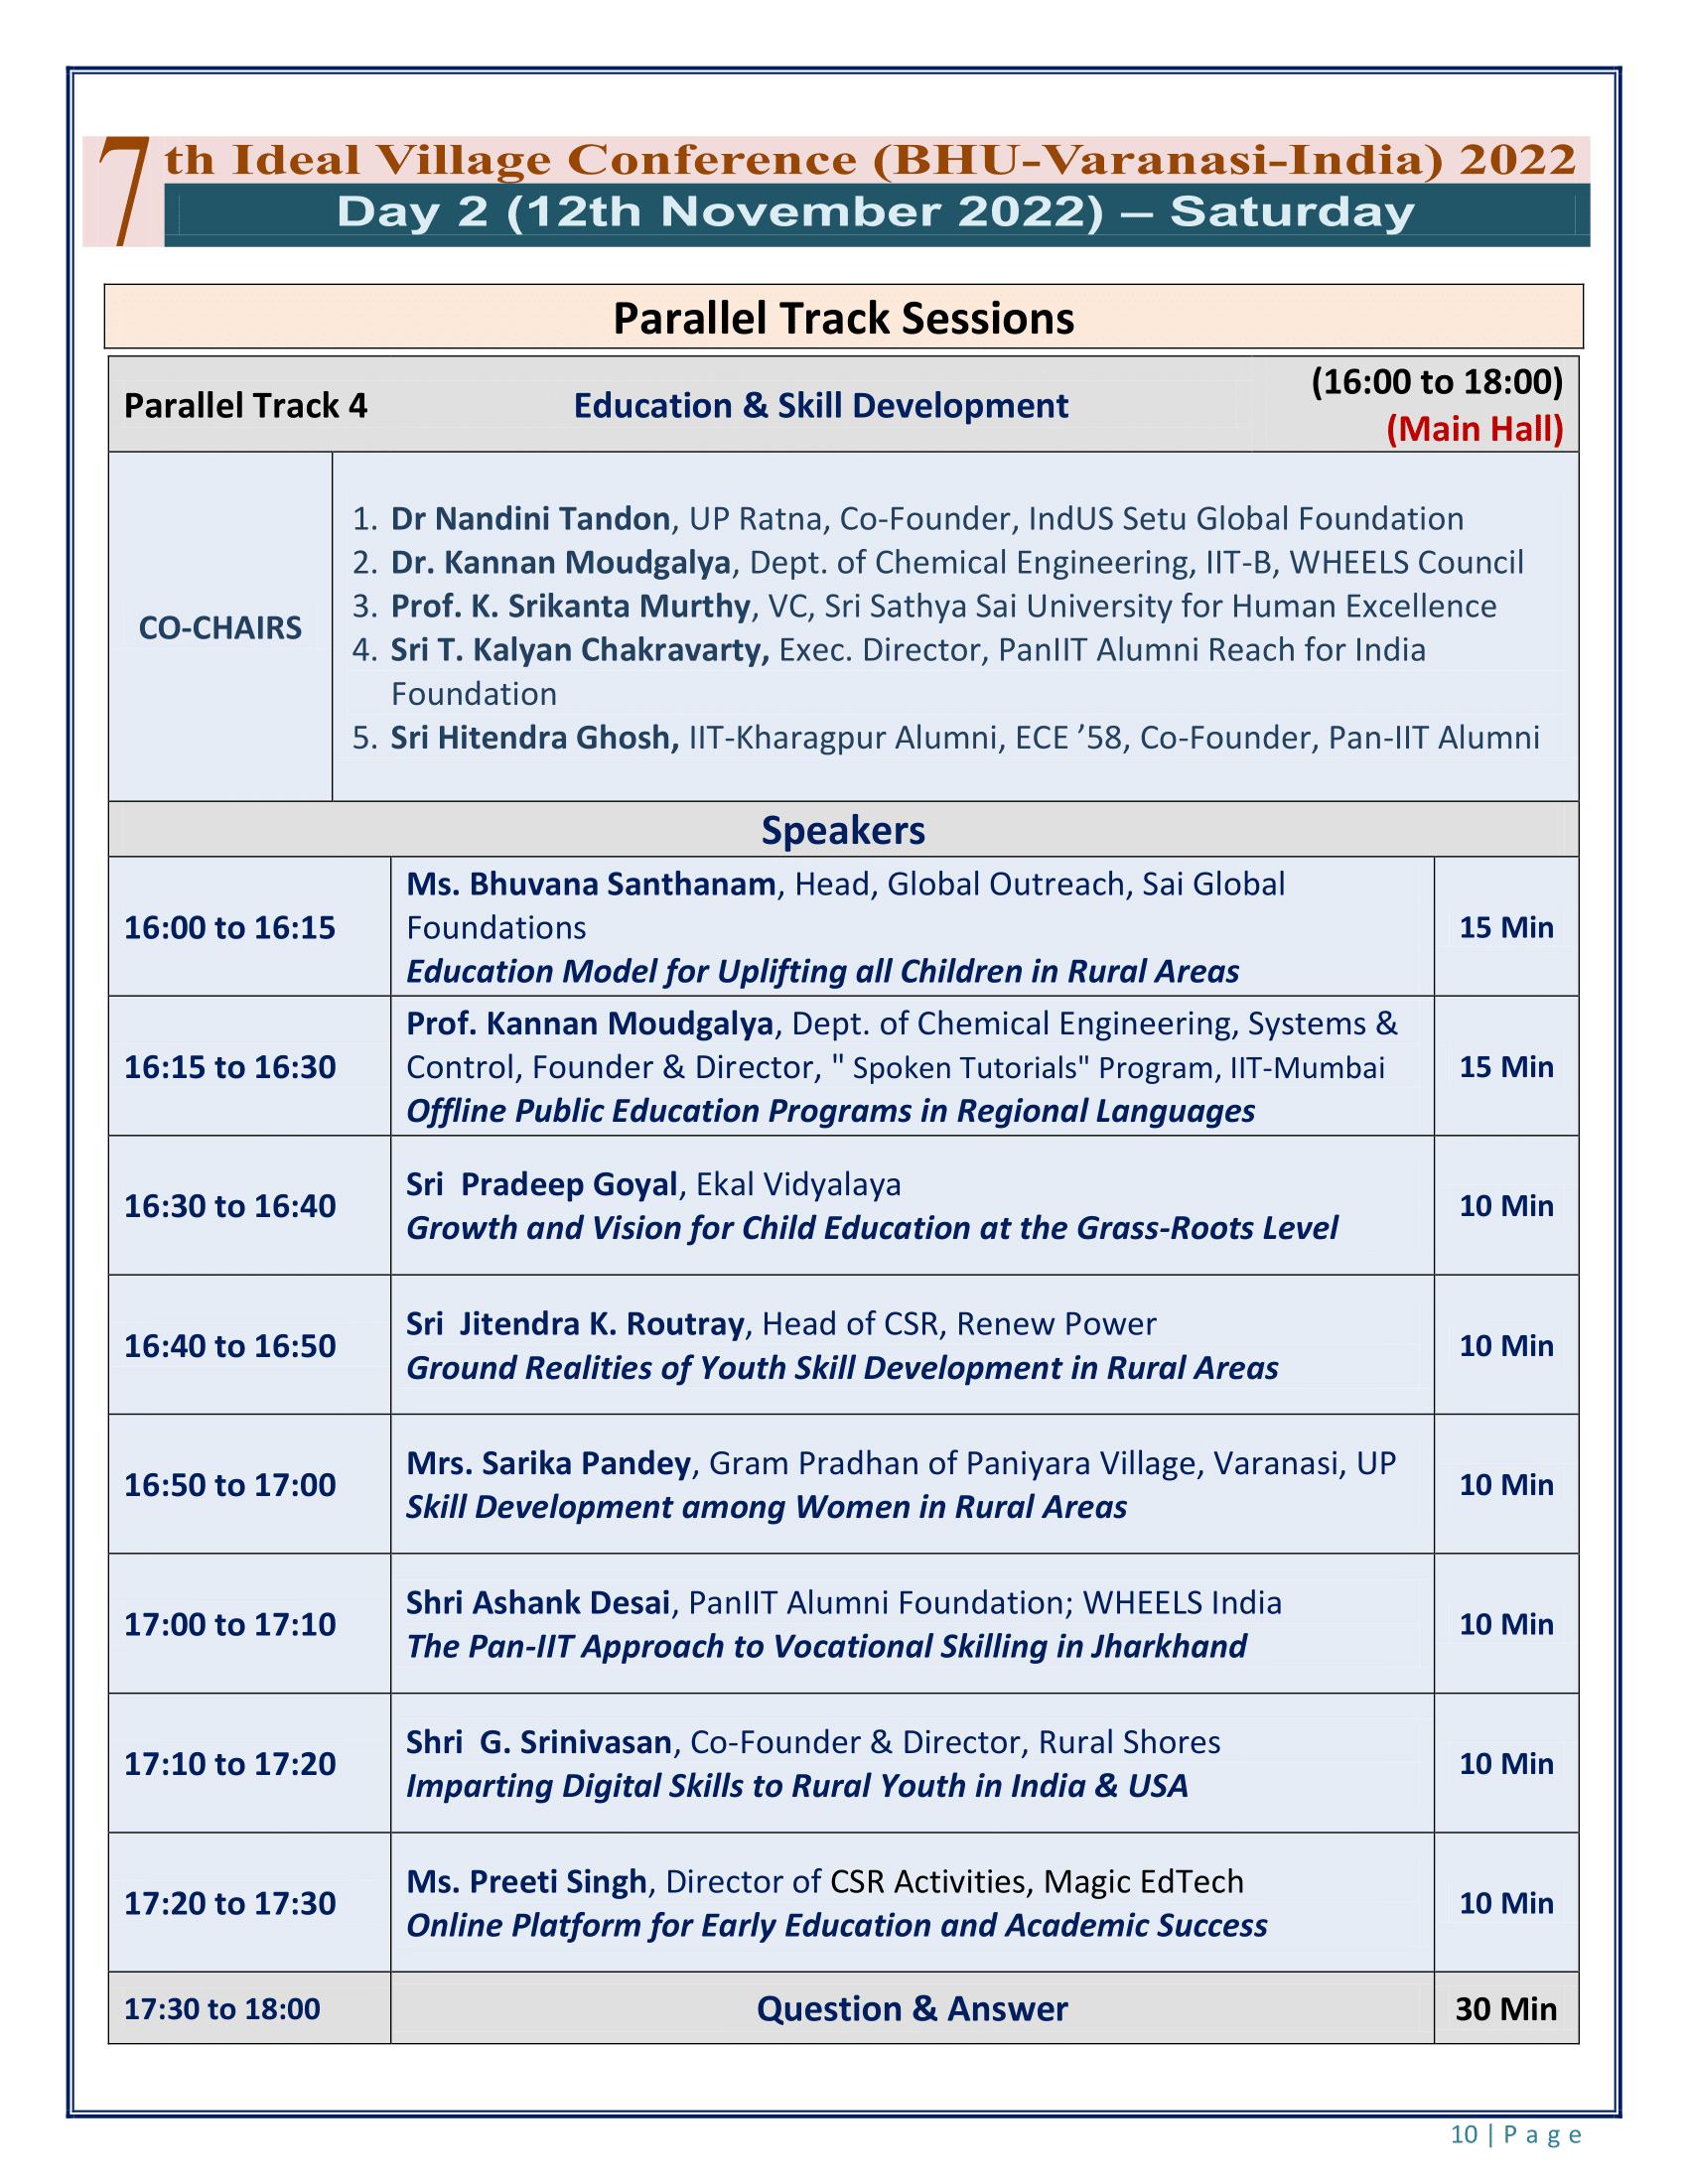 7th Ideal Village Conference (BHU-Varanasi-India) 2022
Day 2 (12th November 2022) – Saturday
Parallel Track Sessions
Parallel Track 4 Education & Skill Development (16:00 to 18:00)
(Main Hall)
CO-CHAIRS
1. Dr Nandini Tandon, UP Ratna, Co-Founder, IndUS Setu Global Foundation
2. Dr. Kannan Moudgalya, Dept. of Chemical Engineering, IIT-B, WHEELS Council
3. Prof. K. Srikanta Murthy, VC, Sri Sathya Sai University for Human Excellence
4. Sri T. Kalyan Chakravarty, Exec. Director, PanIIT Alumni Reach for India
Foundation
5. Sri Hitendra Ghosh, IIT-Kharagpur Alumni, ECE ’58, Co-Founder, Pan-IIT Alumni
Speakers
16:00 to 16:15
Ms. Bhuvana Santhanam, Head, Global Outreach, Sai Global
Foundations
Education Model for Uplifting all Children in Rural Areas
15 Min
16:15 to 16:30
Prof. Kannan Moudgalya, Dept. of Chemical Engineering, Systems &
Control, Founder & Director, " Spoken Tutorials" Program, IIT-Mumbai
Offline Public Education Programs in Regional Languages
15 Min
16:30 to 16:40
Sri Pradeep Goyal, Ekal Vidyalaya
Growth and Vision for Child Education at the Grass-Roots Level
10 Min
16:40 to 16:50
Sri Jitendra K. Routray, Head of CSR, Renew Power
Ground Realities of Youth Skill Development in Rural Areas
10 Min
16:50 to 17:00
Mrs. Sarika Pandey, Gram Pradhan of Paniyara Village, Varanasi, UP
Skill Development among Women in Rural Areas
10 Min
17:00 to 17:10
Shri Ashank Desai, PanIIT Alumni Foundation; WHEELS India
The Pan-IIT Approach to Vocational Skilling in Jharkhand
10 Min
17:10 to 17:20
Shri G. Srinivasan, Co-Founder & Director, Rural Shores
Imparting Digital Skills to Rural Youth in India & USA
10 Min
17:20 to 17:30
Ms. Preeti Singh, Director of CSR Activities, Magic EdTech
Online Platform for Early Education and Academic Success
10 Min
17:30 to 18:00 Question & Answer 30 Min
10 | Page